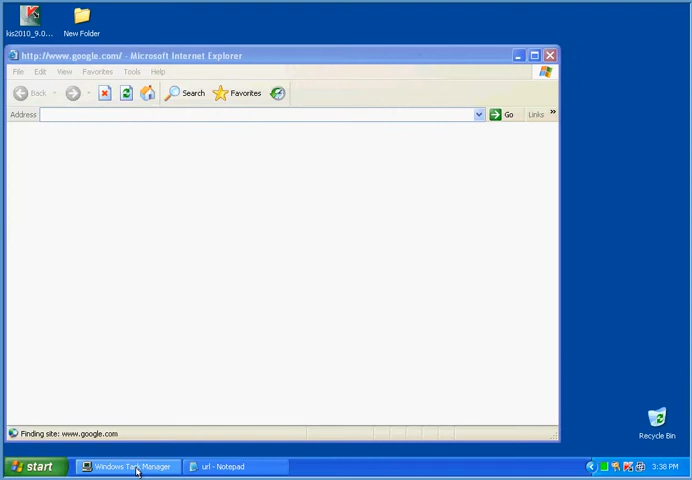 kis2010_9.0...
New Folder
http://www.google.com/ - Microsoft Internet Explorer
File Edit View Favorites Tools Help
Back Search Favorites
Address Go Links »
Finding site: www.google.com
Recycle Bin
start Windows Task Manager url - Notepad 3:38 PM